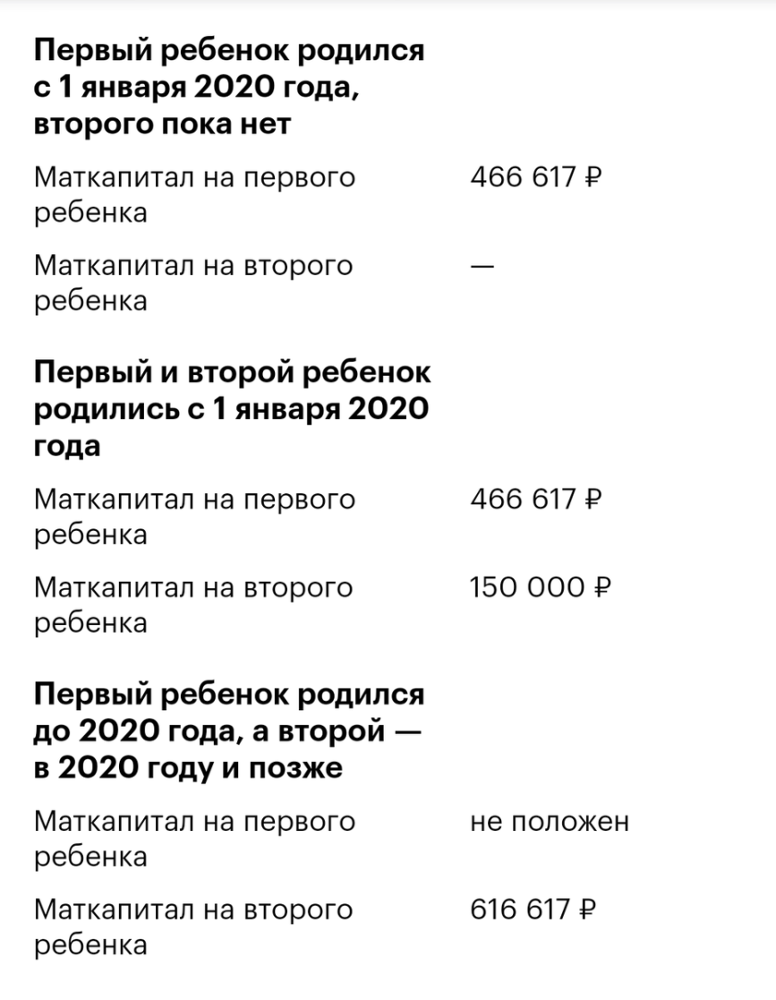 Первый ребенок родился
с 1 января 2020 года,
второго пока нет
Маткапитал на первого
ребенка
466 617 ₽
Маткапитал на второго
ребенка
—
Первый и второй ребенок
родились с 1 января 2020
года
Маткапитал на первого
ребенка
466 617 ₽
Маткапитал на второго
ребенка
150 000 ₽
Первый ребенок родился
до 2020 года, а второй —
в 2020 году и позже
Маткапитал на первого
ребенка
не положен
Маткапитал на второго
ребенка
616 617 ₽